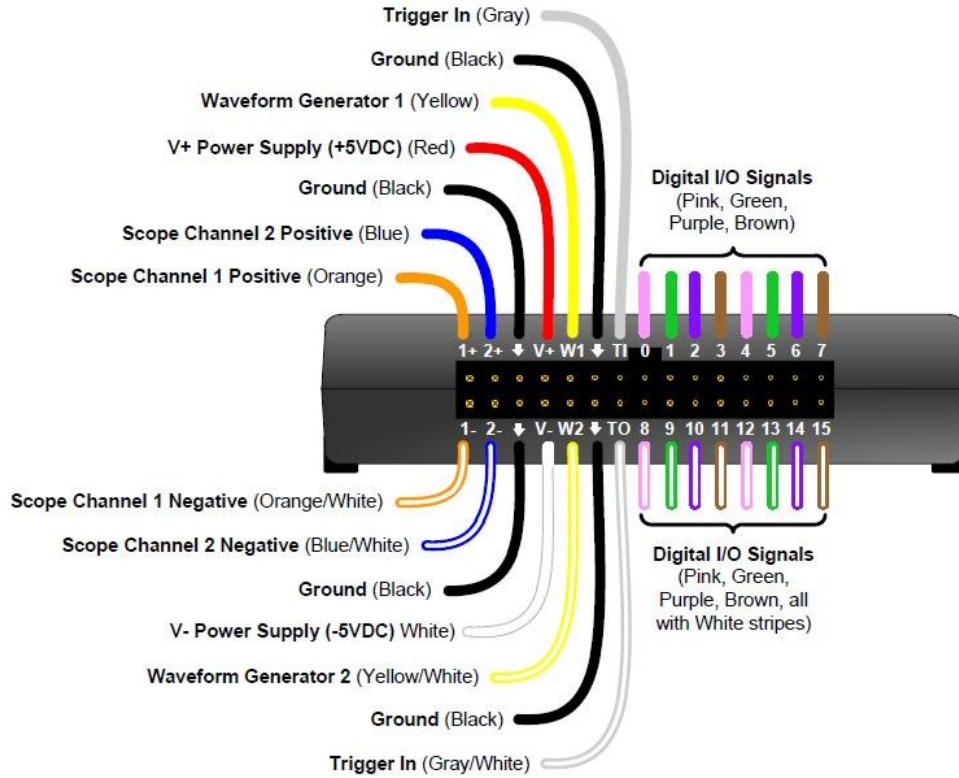 Trigger In (Gray)
Ground (Black)
Waveform Generator 1 (Yellow)
V+ Power Supply (+5VDC) (Red)
Ground (Black)
Scope Channel 2 Positive (Blue)
Scope Channel 1 Positive (Orange)
Digital I/O Signals
(Pink, Green,
Purple, Brown)
1+ 2+ ⬇ V+ W1 ⬇ TI 0 1 2 3 4 5 6 7
1- 2- ⬇ V- W2 ⬇ TO 8 9 10 11 12 13 14 15
Scope Channel 1 Negative (Orange/White)
Scope Channel 2 Negative (Blue/White)
Ground (Black)
V- Power Supply (-5VDC) White)
Waveform Generator 2 (Yellow/White)
Ground (Black)
Trigger In (Gray/White)
Digital I/O Signals
(Pink, Green,
Purple, Brown, all
with White stripes)